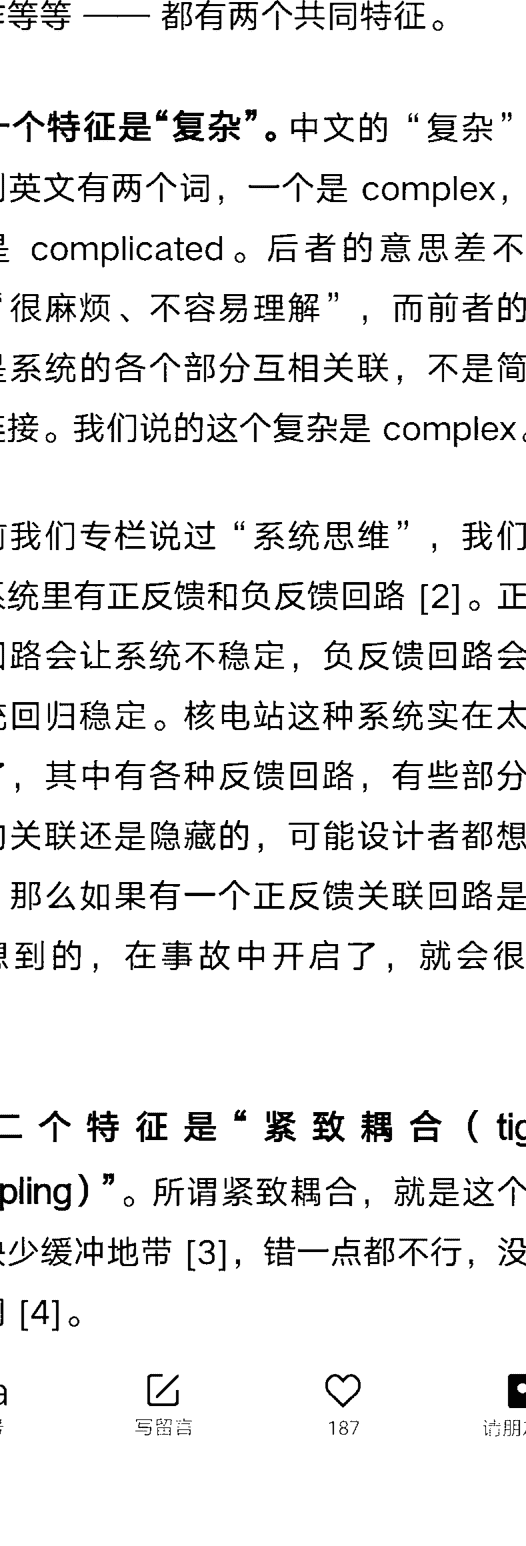 等等 —— 都有两个共同特征。
一个特征是“复杂”。中文的“复杂”
英文有两个词，一个是 complex，
是 complicated。后者的意思差不
“很麻烦、不容易理解”，而前者的
是系统的各个部分互相关联，不是简
连接。我们说的这个复杂是 complex。
前我们专栏说过“系统思维”，我们
系统里有正反馈和负反馈回路 [2]。正
回路会让系统不稳定，负反馈回路会
统回归稳定。核电站这种系统实在太
了，其中有各种反馈回路，有些部分
的关联还是隐藏的，可能设计者都想
那么如果有一个正反馈关联回路是
想到的，在事故中开启了，就会很
二个特征是“紧致耦合（tig
pling）”。所谓紧致耦合，就是这个
缺少缓冲地带 [3]，错一点都不行，没
[4]。
a
写留言
187
请朋